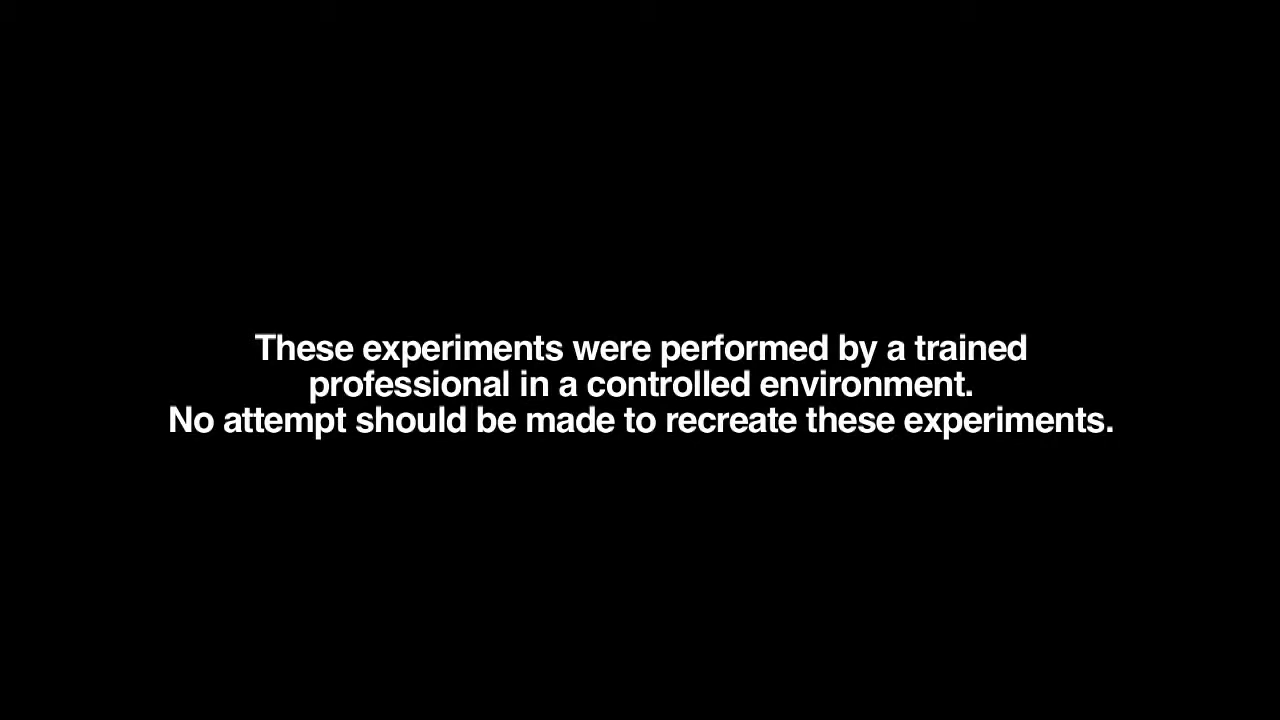 These experiments were performed by a trained
professional in a controlled environment.
No attempt should be made to recreate these experiments.